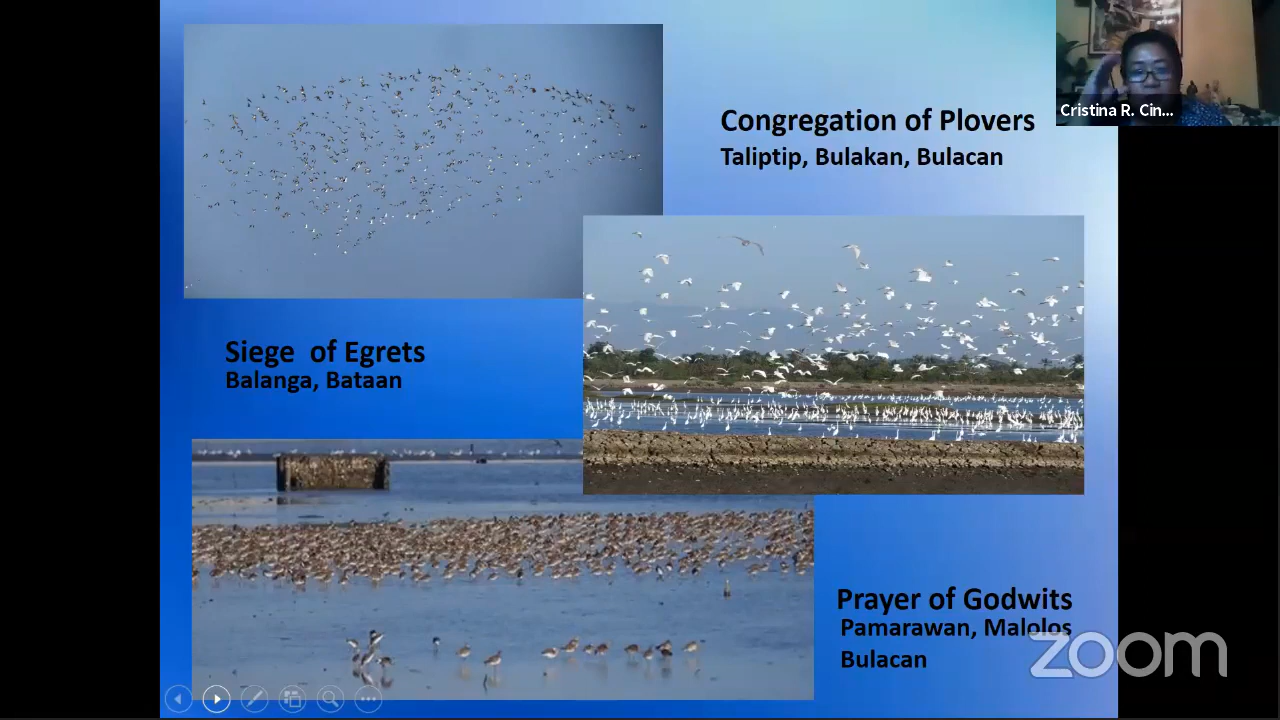 Congregation of Plovers
Taliptip, Bulakan, Bulacan
Cristina R. Cin...
Siege of Egrets
Balanga, Bataan
Prayer of Godwits
Pamarawan, Malolos
Bulacan
zoom